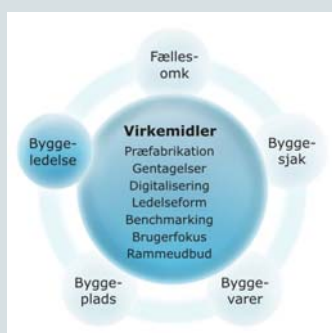 Fælles-
omk
Bygge-
ledelse
Bygge-
sjak
Virkemidler
Præfabrikation
Gentagelser
Digitalisering
Ledelseform
Benchmarking
Brugerfokus
Rammeudbud
Bygge-
plads
Bygge-
varer